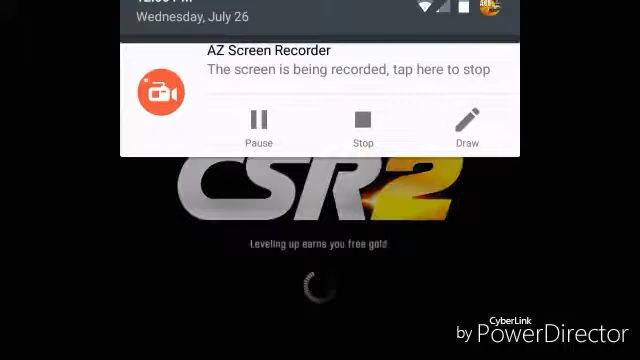 Wednesday, July 26
AZ Screen Recorder
The screen is being recorded, tap here to stop
Pause
Stop
Draw
CSR2
Leveling up earns you free gold
CyberLink
by PowerDirector